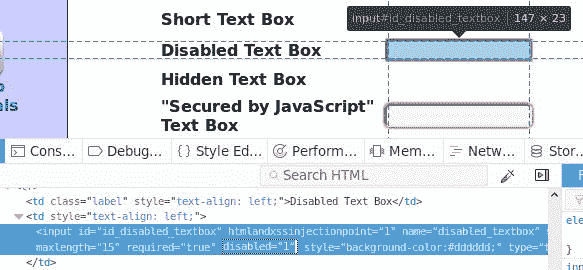 Short Text Box
input#id_disabled_textbox | 147 × 23
Disabled Text Box
Hidden Text Box
"Secured by JavaScript"
Text Box
als
Cons... Debug... Style Ed... Perform... Mem... Netw... Stor...
Search HTML
<td class="label" style="text-align: left;">Disabled Text Box</td>
<td style="text-align: left;">
<input id="id_disabled_textbox" htmlandxssinjectionpoint="1" name="disabled_textbox"
maxlength="15" required="true" disabled="1" style="background-color:#dddddd;" type="t
</td>
ele
}